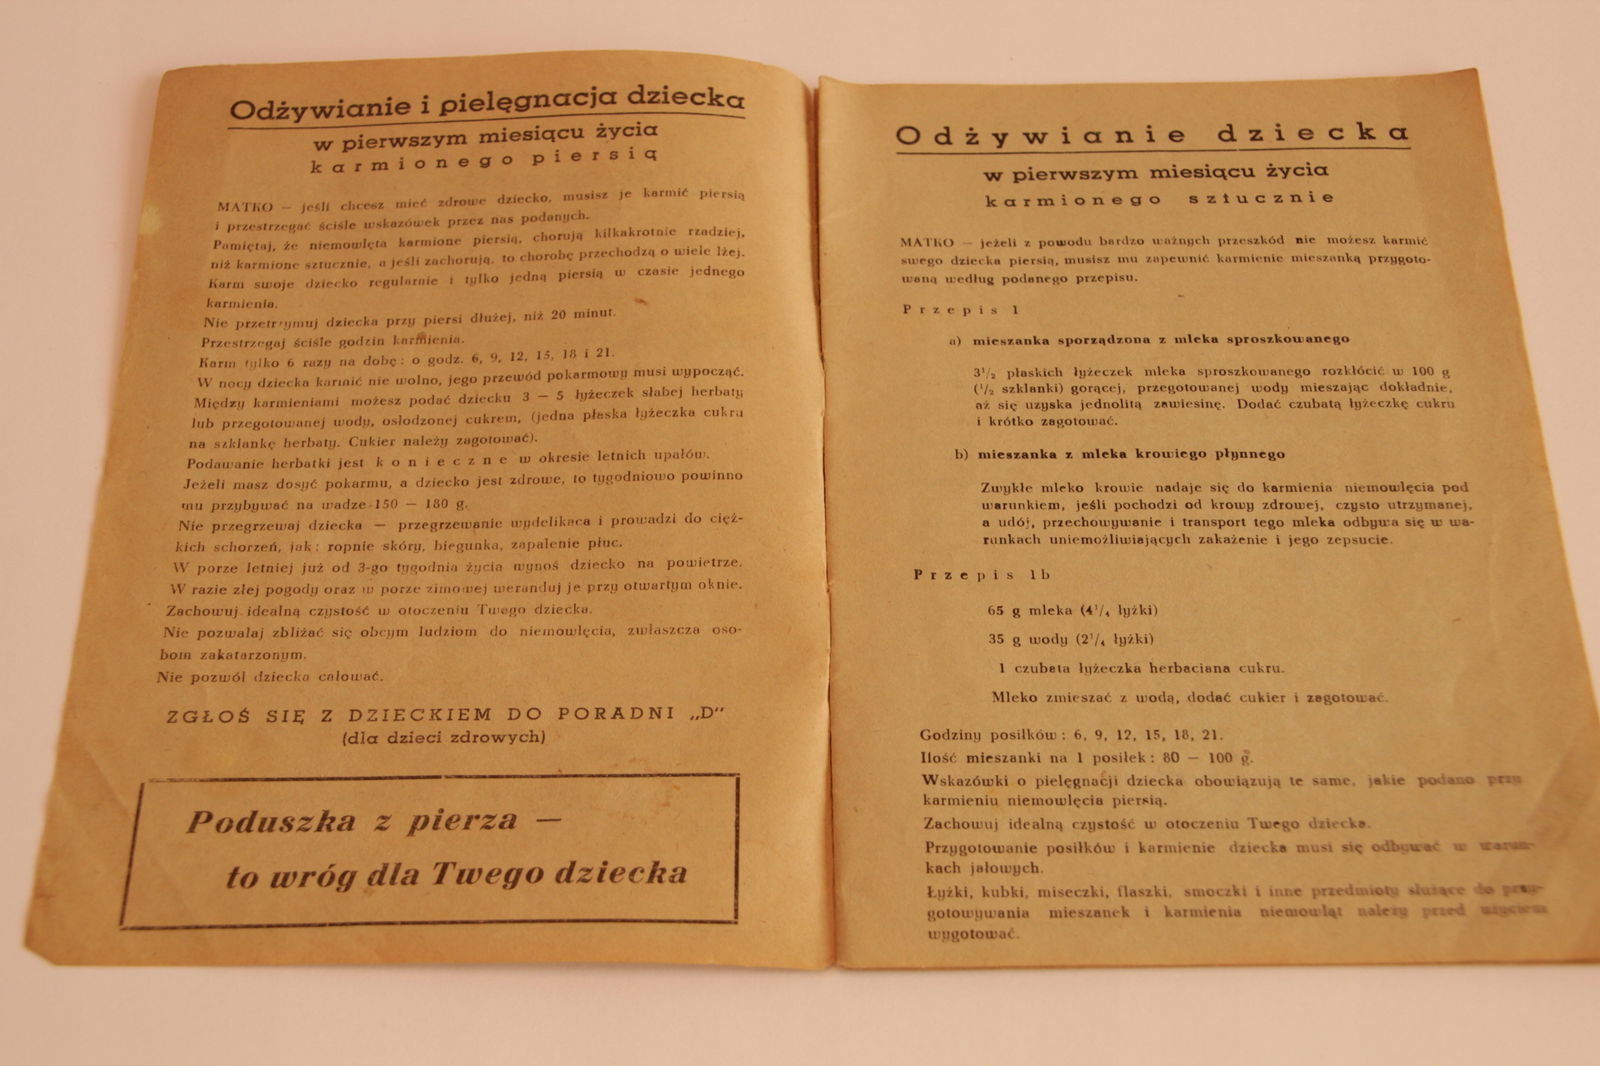 Odżywianie i pielęgnacja dziecka
w pierwszym miesiącu życia
karmionego piersią
MATKO — jeśli chcesz mieć zdrowe dziecko, musisz je karmić piersią
i przestrzegać ściśle wskazówek przez nas podanych.
Pamiętaj, że niemowlęta karmione piersią, chorują kilkakrotnie rzadziej,
niż karmione sztucznie, a jeśli zachorują, to chorobę przechodzą o wiele lżej.
Karm swoje dziecko regularnie i tylko jedną piersią w czasie jednego
karmienia.
Nie przetrzymuj dziecka przy piersi dłużej, niż 20 minut.
Przestrzegaj ściśle godzin karmienia.
Karm tylko 6 razy na dobę: o godz. 6, 9, 12, 15, 18 i 21.
W nocy dziecka karmić nie wolno, jego przewód pokarmowy musi wypocząć.
Między karmieniami możesz podać dziecku 3 — 5 łyżeczek słabej herbaty
lub przegotowanej wody, osłodzonej cukrem, (jedna płaska łyżeczka cukru
na szklankę herbaty. Cukier należy zagotować).
Podawanie herbatki jest konieczne w okresie letnich upałów.
Jeżeli masz dosyć pokarmu, a dziecko jest zdrowe, to tygodniowo powinno
mu przybywać na wadze 150 — 180 g.
Nie przegrzewaj dziecka — przegrzewanie wydelikaca i prowadzi do cięż-
kich schorzeń, jak: ropnie skóry, biegunka, zapalenie płuc.
W porze letniej już od 3-go tygodnia życia wynoś dziecko na powietrze.
W razie złej pogody oraz w porze zimowej weranduj je przy otwartym oknie.
Zachowuj idealną czystość w otoczeniu Twego dziecka.
Nie pozwalaj zbliżać się obcym ludziom do niemowlęcia, zwłaszcza oso-
bom zakatarzonym.
Nie pozwól dziecka całować.
ZGŁOŚ SIĘ Z DZIECKIEM DO PORADNI „D"
(dla dzieci zdrowych)
Poduszka z pierza —
to wróg dla Twego dziecka
Odżywianie dziecka
w pierwszym miesiącu życia
karmionego sztucznie
MATKO — jeżeli z powodu bardzo ważnych przeszkód nie możesz karmić
swego dziecka piersią, musisz mu zapewnić karmienie mieszanką przygoto-
waną według podanego przepisu.
Przepis 1
a) mieszanka sporządzona z mleka sproszkowanego
3½ płaskich łyżeczek mleka sproszkowanego rozkłócić w 100 g
(½ szklanki) gorącej, przegotowanej wody mieszając dokładnie,
aż się uzyska jednolitą zawiesinę. Dodać czubatą łyżeczkę cukru
i krótko zagotować.
b) mieszanka z mleka krowiego płynnego
Zwykłe mleko krowie nadaje się do karmienia niemowlęcia pod
warunkiem, jeśli pochodzi od krowy zdrowej, czysto utrzymanej,
a udój, przechowywanie i transport tego mleka odbywa się w wa-
runkach uniemożliwiających zakażenie i jego zepsucie.
Przepis 1b
65 g mleka (4¼ łyżki)
35 g wody (2¼ łyżki)
1 czubata łyżeczka herbaciana cukru.
Mleko zmieszać z wodą, dodać cukier i zagotować.
Godziny posiłków: 6, 9, 12, 15, 18, 21.
Ilość mieszanki na 1 posiłek: 80 — 100 g.
Wskazówki o pielęgnacji dziecka obowiązują te same, jakie podano przy
karmieniu niemowlęcia piersią.
Zachowuj idealną czystość w otoczeniu Twego dziecka.
Przygotowanie posiłków i karmienie dziecka musi się odbywać w warun-
kach jałowych.
Łyżki, kubki, miseczki, flaszki, smoczki i inne przedmioty służące do przy-
gotowywania mieszanek i karmienia niemowląt należy przed użyciem
wygotować.